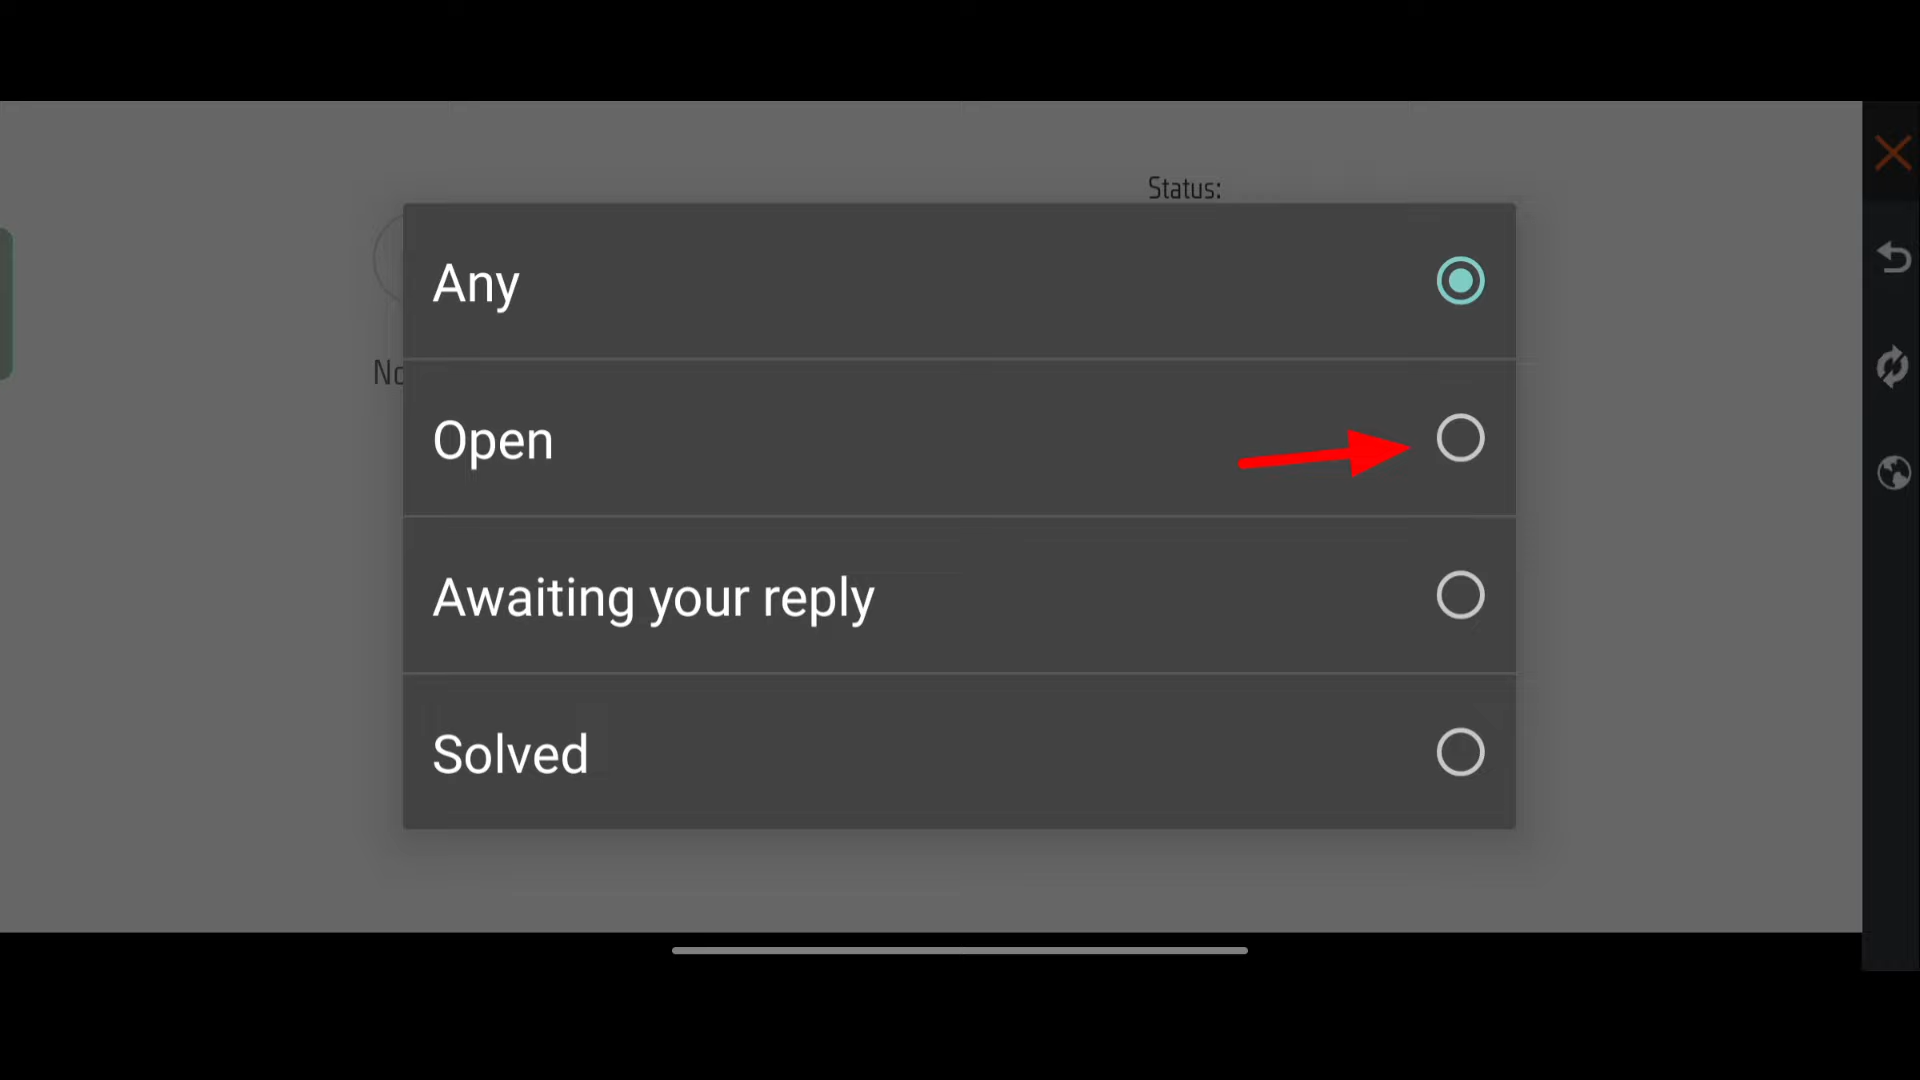 Status:
Any
Open
Awaiting your reply
Solved